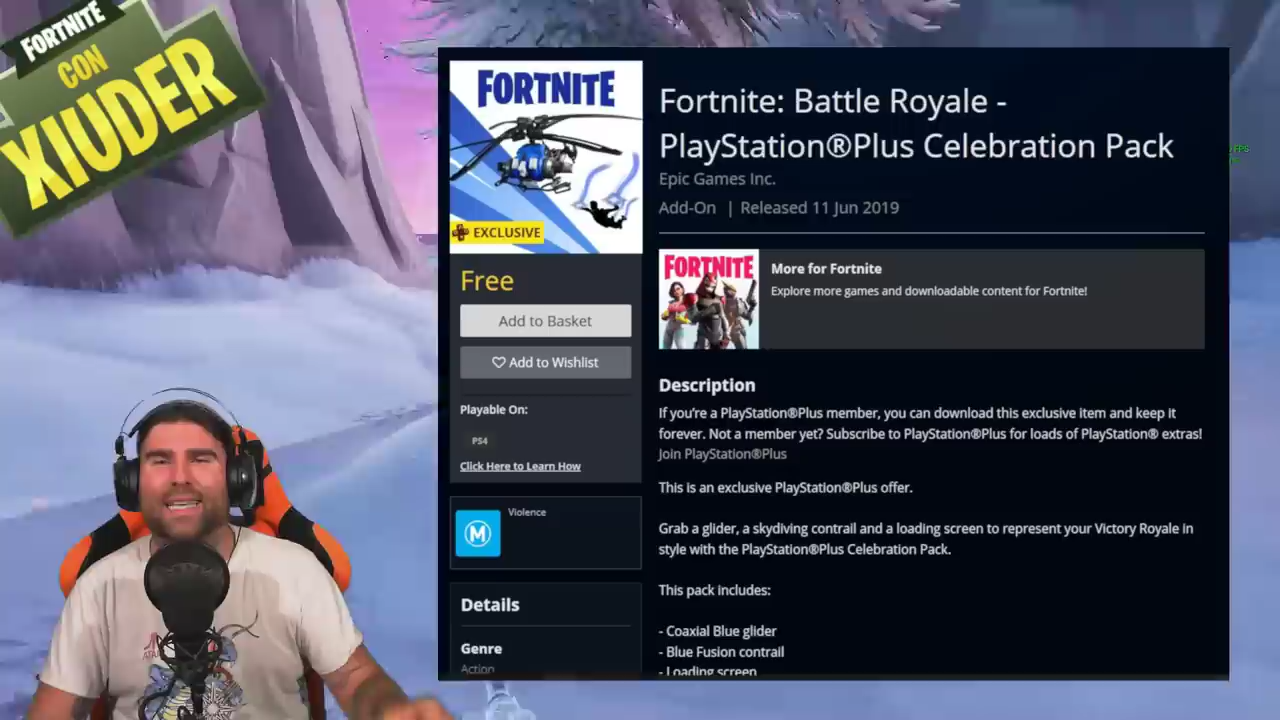 FORTNITE
CON
XIUDER
FORTNITE
EXCLUSIVE
Free
Add to Basket
Add to Wishlist
Playable On:
PS4
Click Here to Learn How
M
Violence
Details
Genre
Action
Fortnite: Battle Royale -
PlayStation®Plus Celebration Pack
Epic Games Inc.
Add-On | Released 11 Jun 2019
FORTNITE
More for Fortnite
Explore more games and downloadable content for Fortnite!
Description
If you're a PlayStation®Plus member, you can download this exclusive item and keep it
forever. Not a member yet? Subscribe to PlayStation®Plus for loads of PlayStation® extras!
Join PlayStation®Plus
This is an exclusive PlayStation®Plus offer.
Grab a glider, a skydiving contrail and a loading screen to represent your Victory Royale in
style with the PlayStation®Plus Celebration Pack.
This pack includes:
- Coaxial Blue glider
- Blue Fusion contrail
- Loading screen
FPS